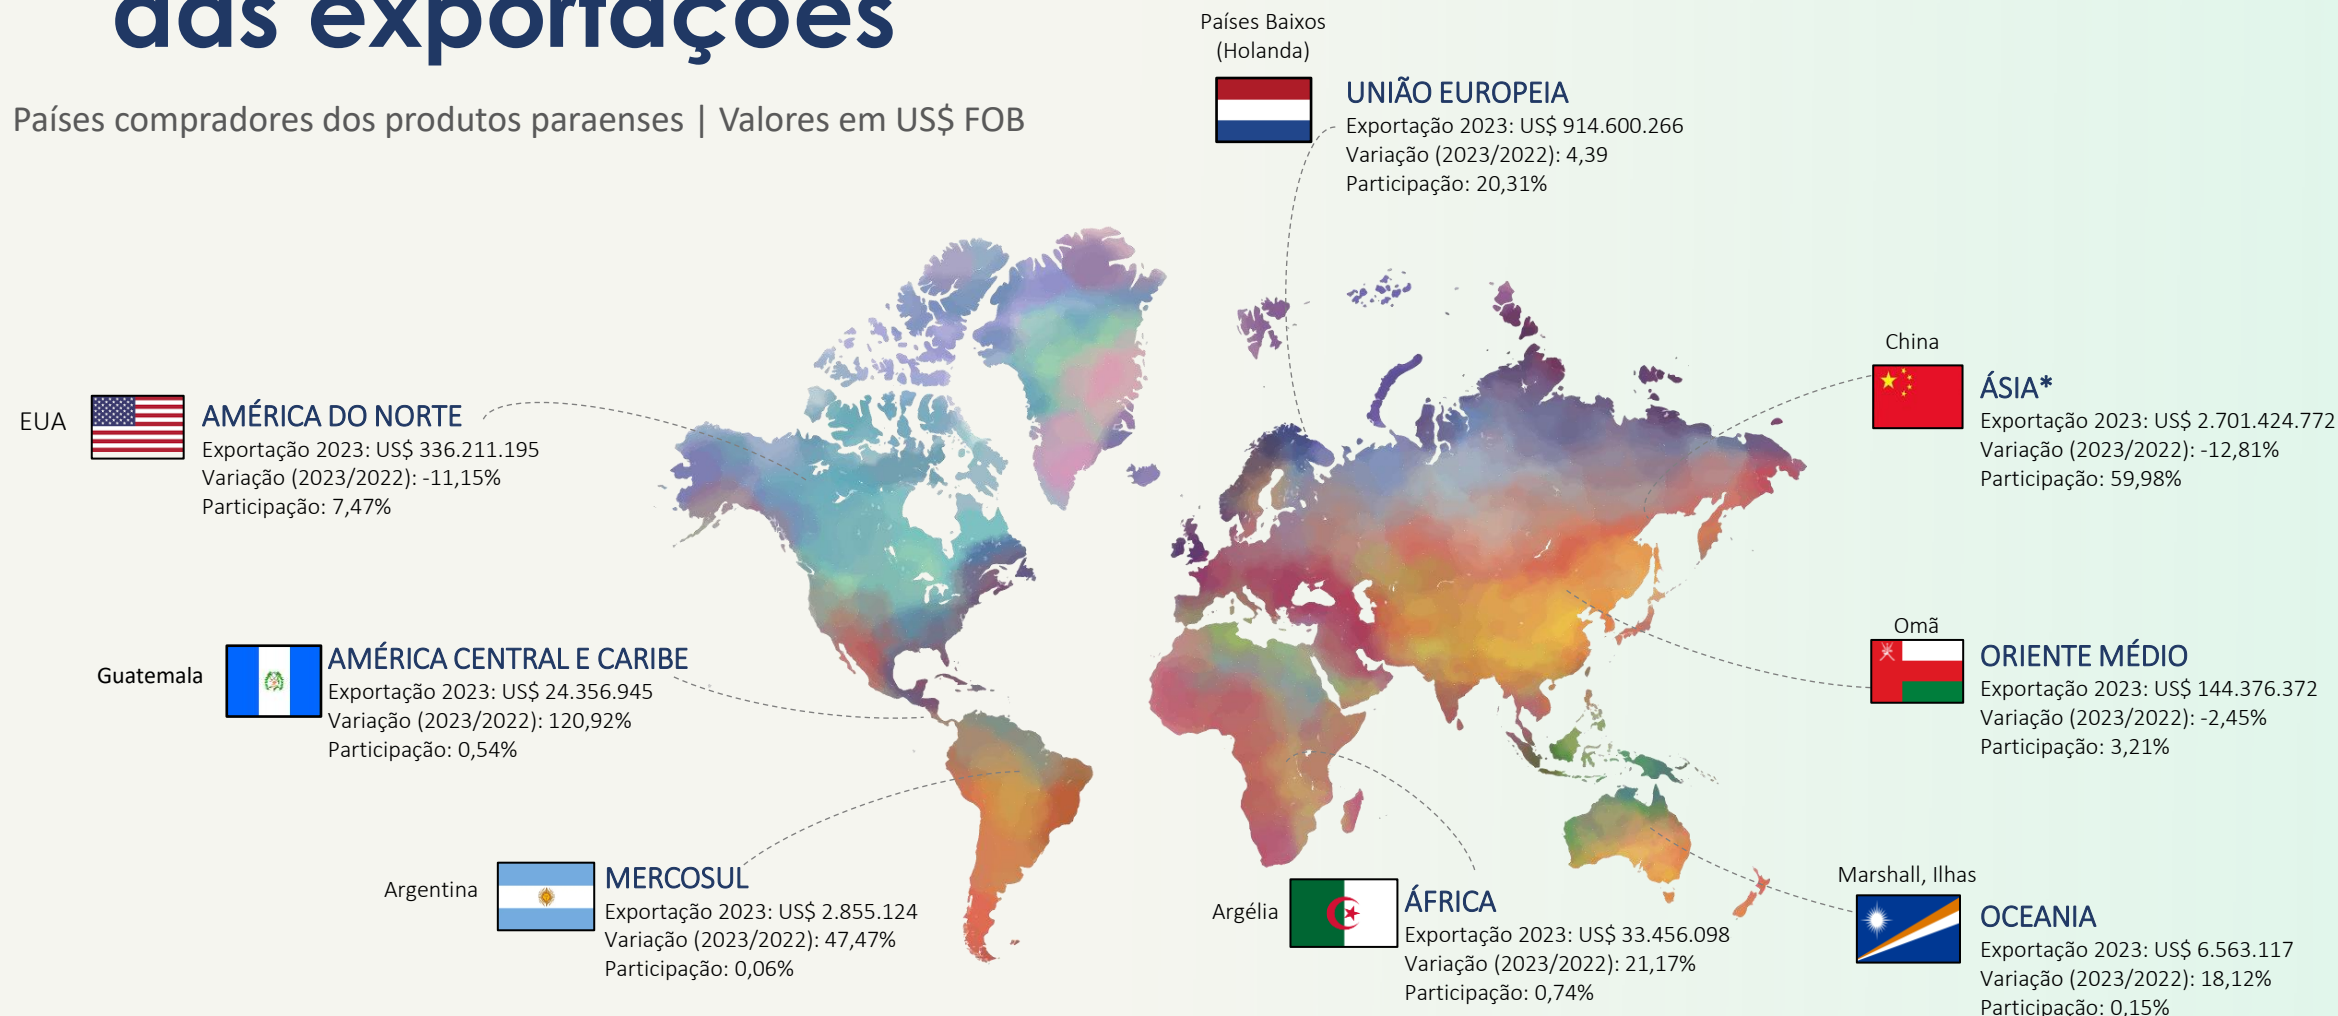 das exportações
Países compradores dos produtos paraenses | Valores em US$ FOB
Países Baixos
(Holanda)
UNIÃO EUROPEIA
Exportação 2023: US$ 914.600.266
Variação (2023/2022): 4,39
Participação: 20,31%
China
ÁSIA*
Exportação 2023: US$ 2.701.424.772
Variação (2023/2022): -12,81%
Participação: 59,98%
EUA
AMÉRICA DO NORTE
Exportação 2023: US$ 336.211.195
Variação (2023/2022): -11,15%
Participação: 7,47%
Omã
ORIENTE MÉDIO
Exportação 2023: US$ 144.376.372
Variação (2023/2022): -2,45%
Participação: 3,21%
Guatemala
AMÉRICA CENTRAL E CARIBE
Exportação 2023: US$ 24.356.945
Variação (2023/2022): 120,92%
Participação: 0,54%
Argentina
MERCOSUL
Exportação 2023: US$ 2.855.124
Variação (2023/2022): 47,47%
Participação: 0,06%
Argélia
ÁFRICA
Exportação 2023: US$ 33.456.098
Variação (2023/2022): 21,17%
Participação: 0,74%
Marshall, Ilhas
OCEANIA
Exportação 2023: US$ 6.563.117
Variação (2023/2022): 18,12%
Participação: 0,15%